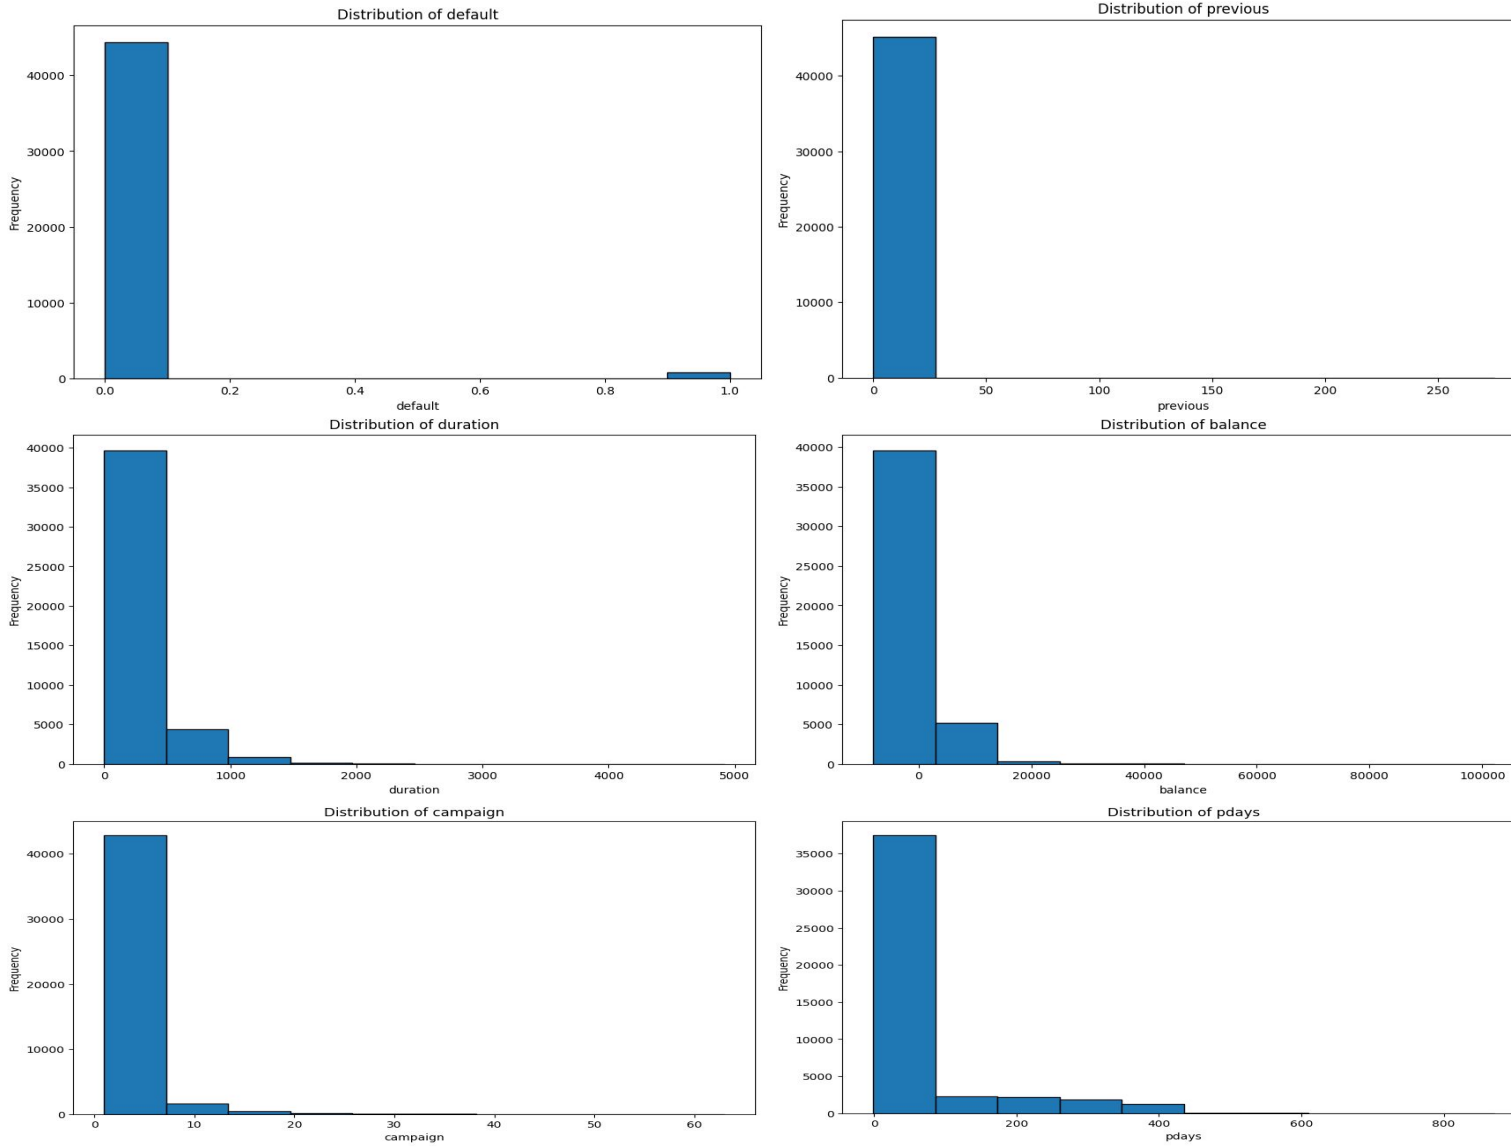 Distribution of default
40000
30000
20000
10000
0
Frequency
0.0 0.2 0.4 0.6 0.8 1.0
default
Distribution of previous
40000
30000
20000
10000
0
Frequency
0 50 100 150 200 250
previous
Distribution of duration
40000
35000
30000
25000
20000
15000
10000
5000
0
Frequency
0 1000 2000 3000 4000 5000
duration
Distribution of balance
40000
35000
30000
25000
20000
15000
10000
5000
0
Frequency
0 20000 40000 60000 80000 100000
balance
Distribution of campaign
40000
30000
20000
10000
0
Frequency
0 10 20 30 40 50 60
campaign
Distribution of pdays
35000
30000
25000
20000
15000
10000
5000
0
Frequency
0 200 400 600 800
pdays